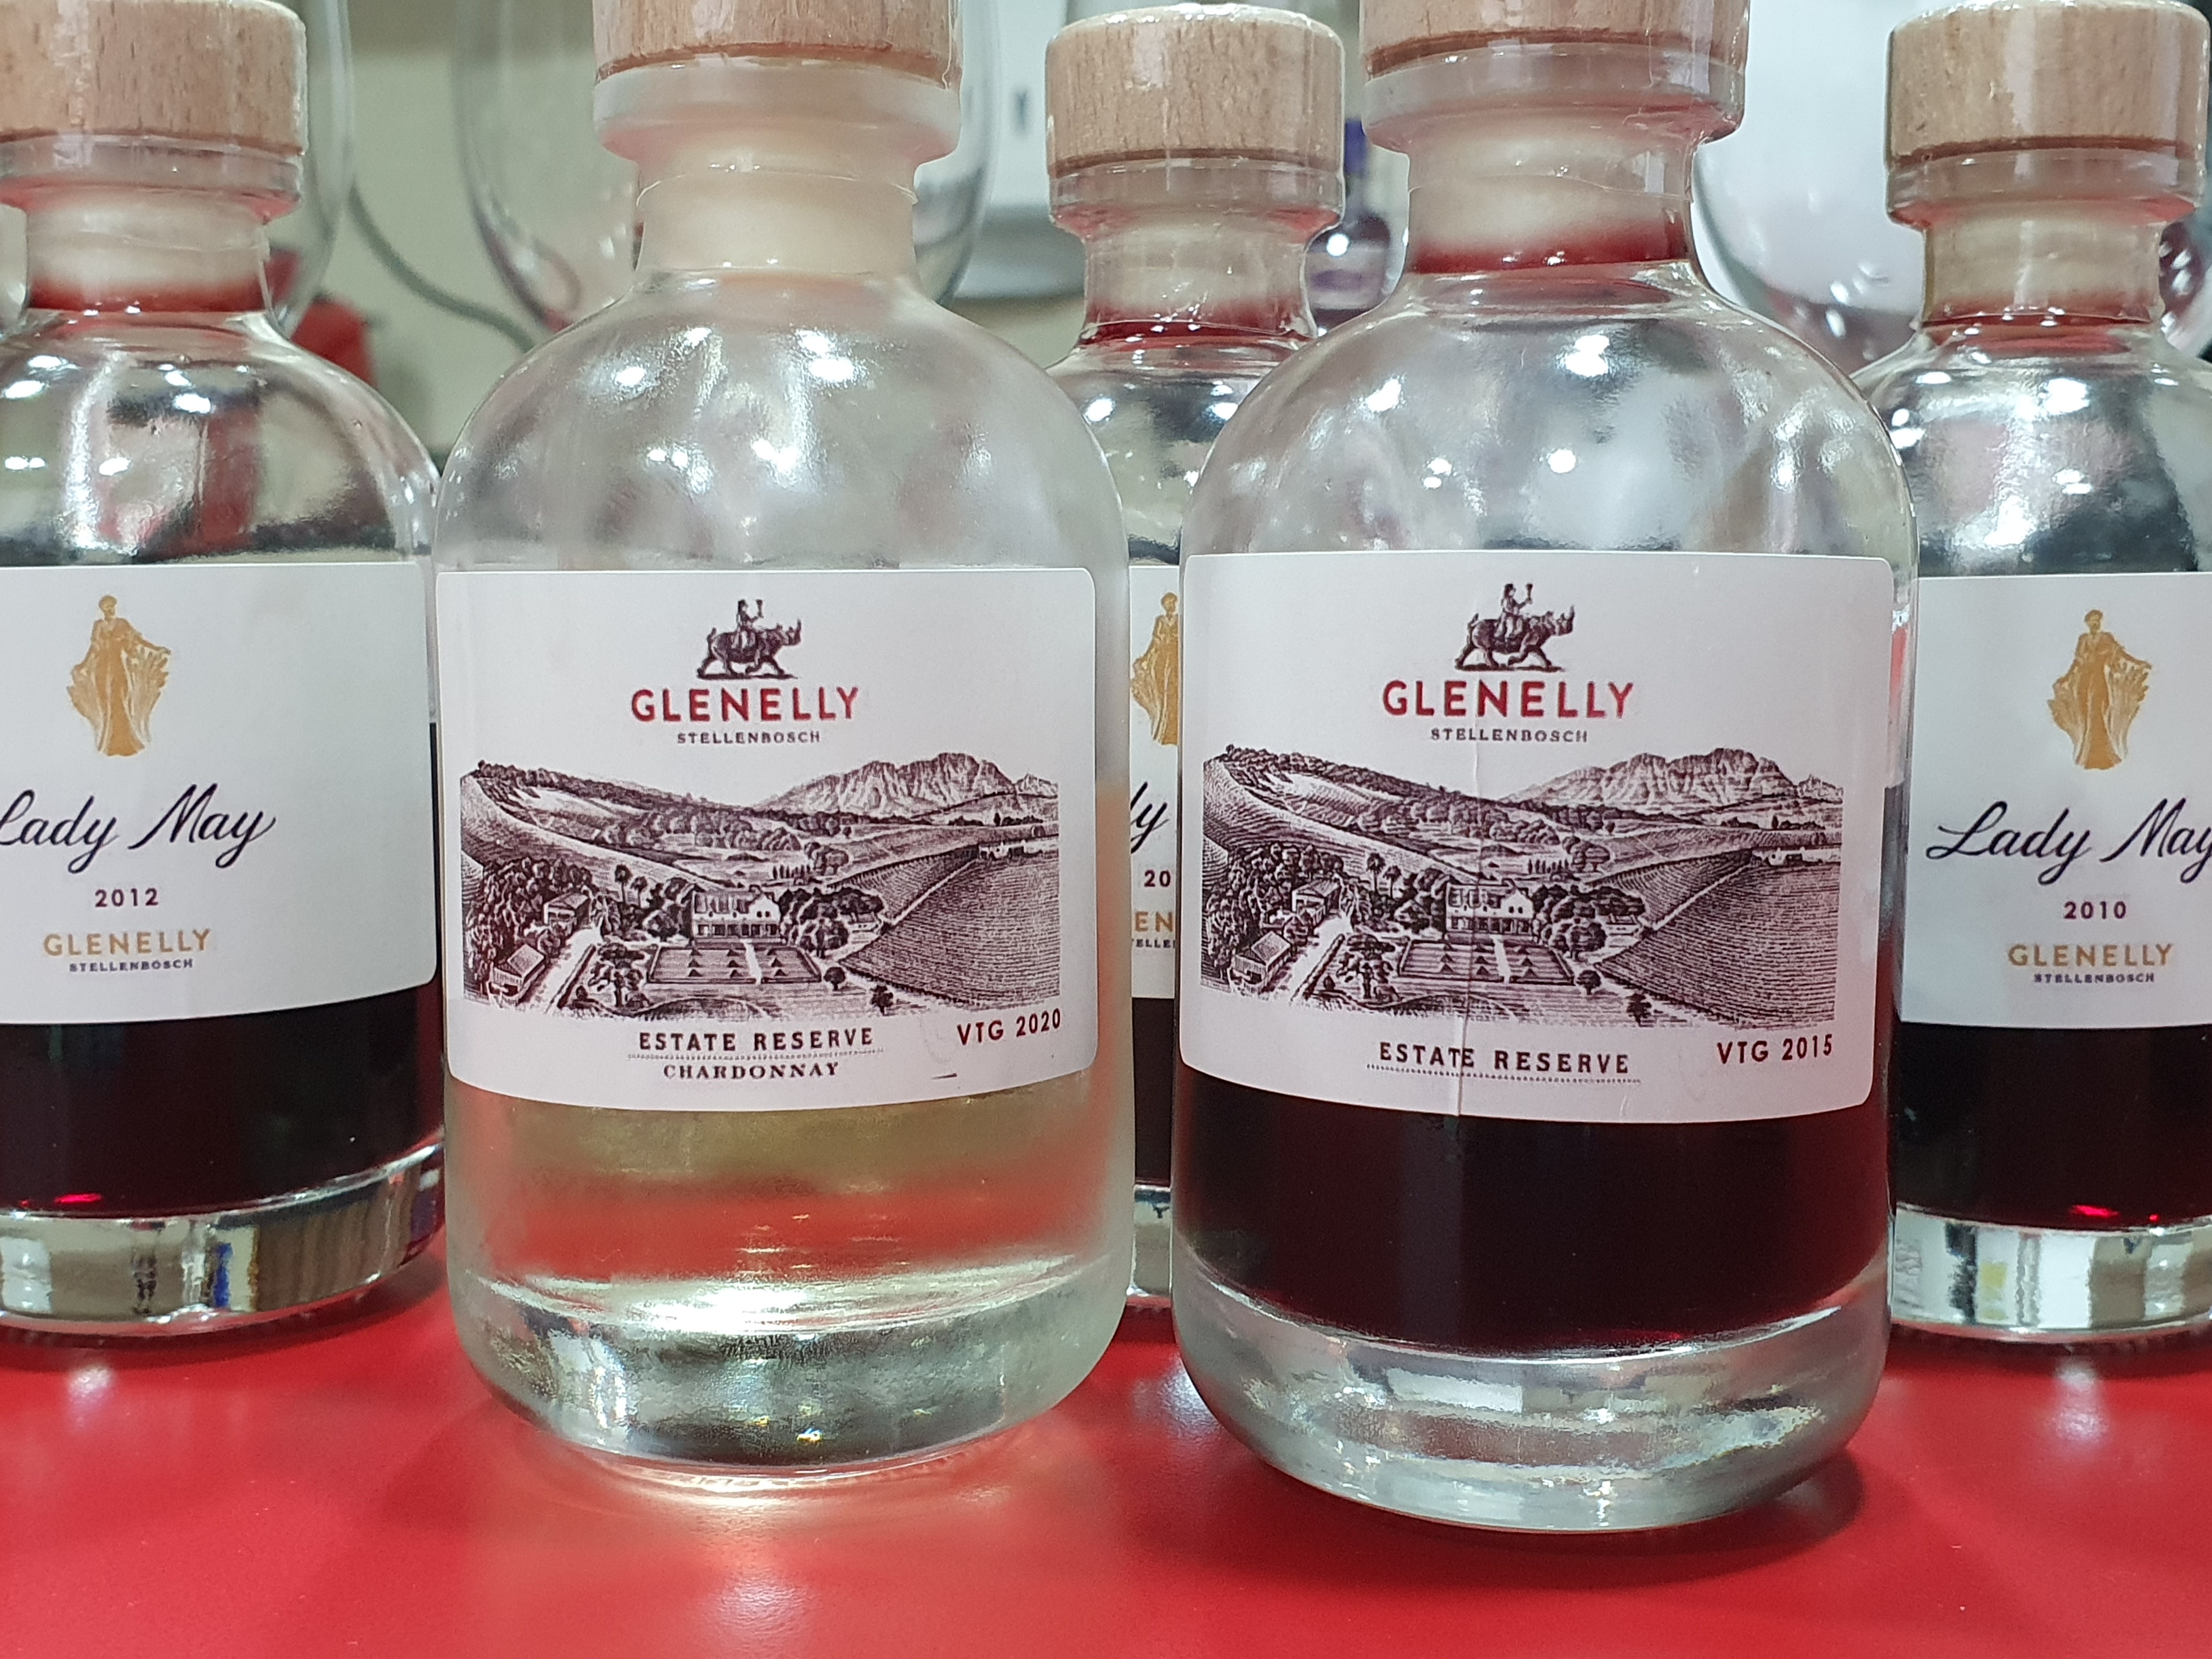 Lady May
2012
GLENELLY
STELLENBOSCH
GLENELLY
STELLENBOSCH
ESTATE RESERVE
VTG 2020
CHARDONNAY
GLENELLY
STELLENBOSCH
ESTATE RESERVE
VTG 2015
Lady May
2010
GLENELLY
STELLENBOSCH